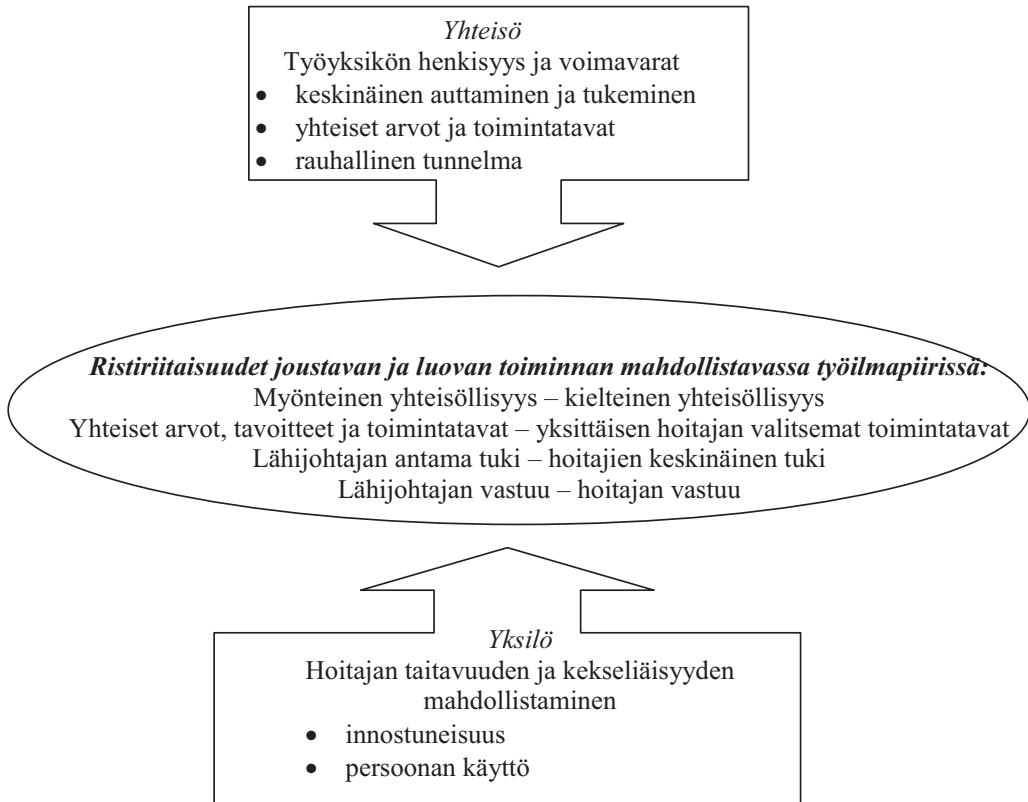 Yhteisö
Työyksikön henkisyys ja voimavarat
• keskinäinen auttaminen ja tukeminen
• yhteiset arvot ja toimintatavat
• rauhallinen tunnelma
Ristiriitaisuudet joustavan ja luovan toiminnan mahdollistavassa työilmapiirissä:
Myönteinen yhteisöllisyys – kielteinen yhteisöllisyys
Yhteiset arvot, tavoitteet ja toimintatavat – yksittäisen hoitajan valitsemat toimintatavat
Lähijohtajan antama tuki – hoitajien keskinäinen tuki
Lähijohtajan vastuu – hoitajan vastuu
Yksilö
Hoitajan taitavuuden ja kekseliäisyyden
mahdollistaminen
• innostuneisuus
• persoonan käyttö